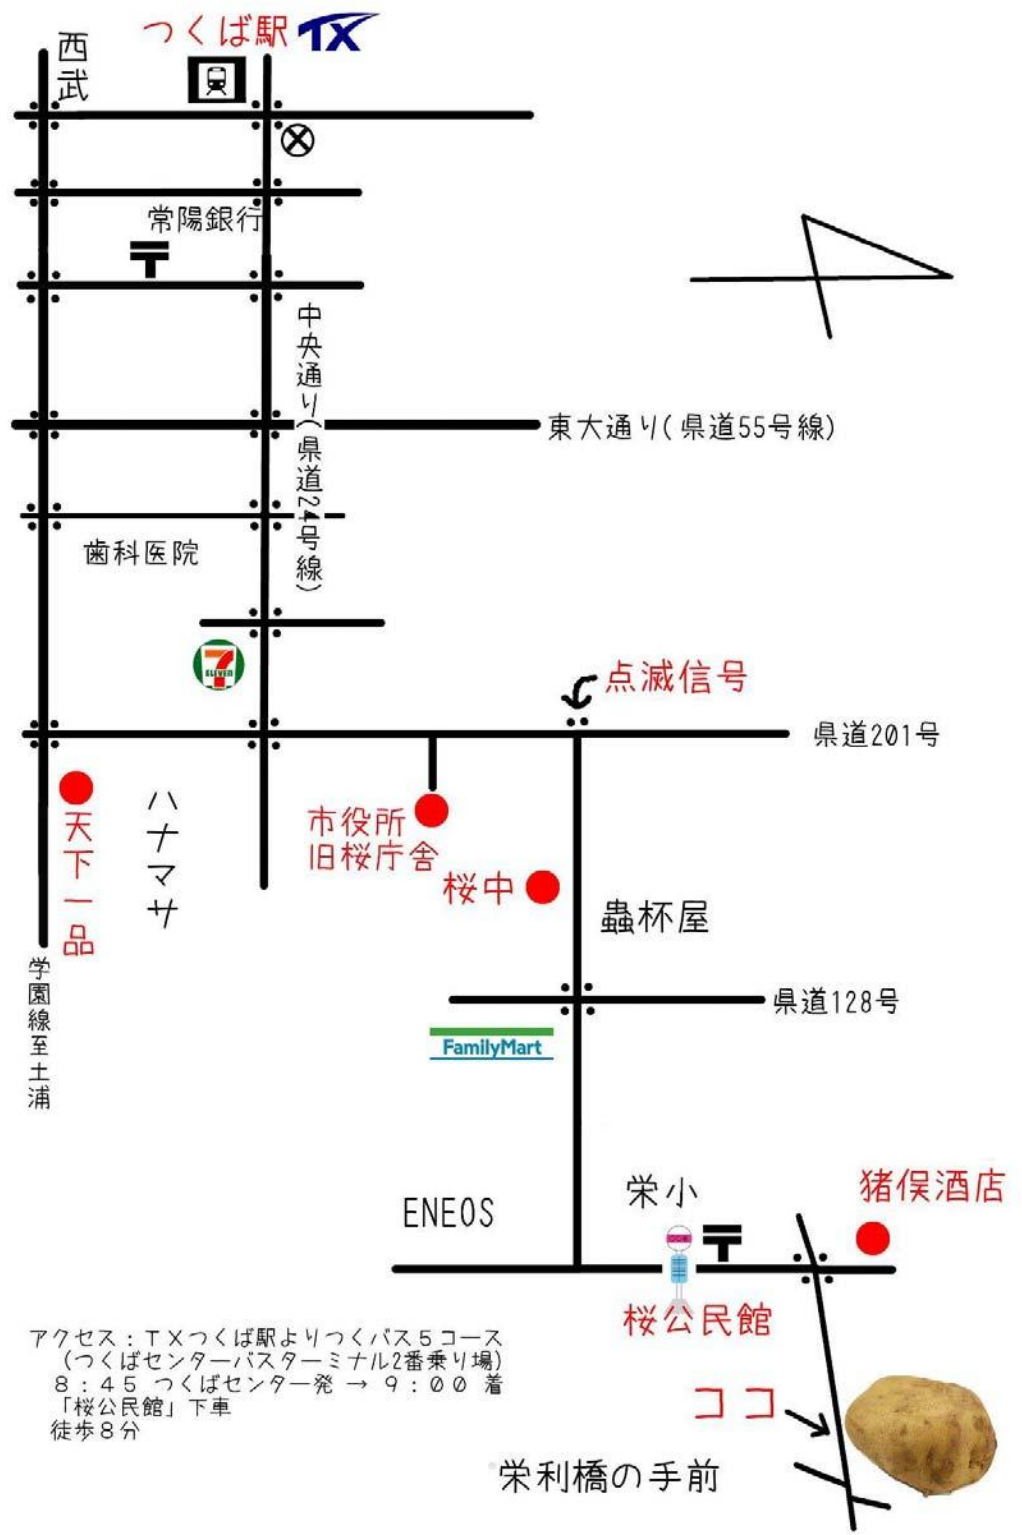 つくば駅 TX
西武
常陽銀行
中央通り(県道24号線)
東大通り(県道55号線)
歯科医院
7
ELEVEN
点滅信号
県道201号
天下一品
ハナマサ
市役所
旧桜庁舎
桜中
蟲杯屋
学園線至土浦
県道128号
FamilyMart
ENEOS
栄小
猪俣酒店
桜公民館
アクセス:TXつくば駅よりつくバス5コース
(つくばセンターバスターミナル2番乗り場)
8:45 つくばセンター発 → 9:00 着
「桜公民館」下車
徒歩8分
ココ
栄利橋の手前